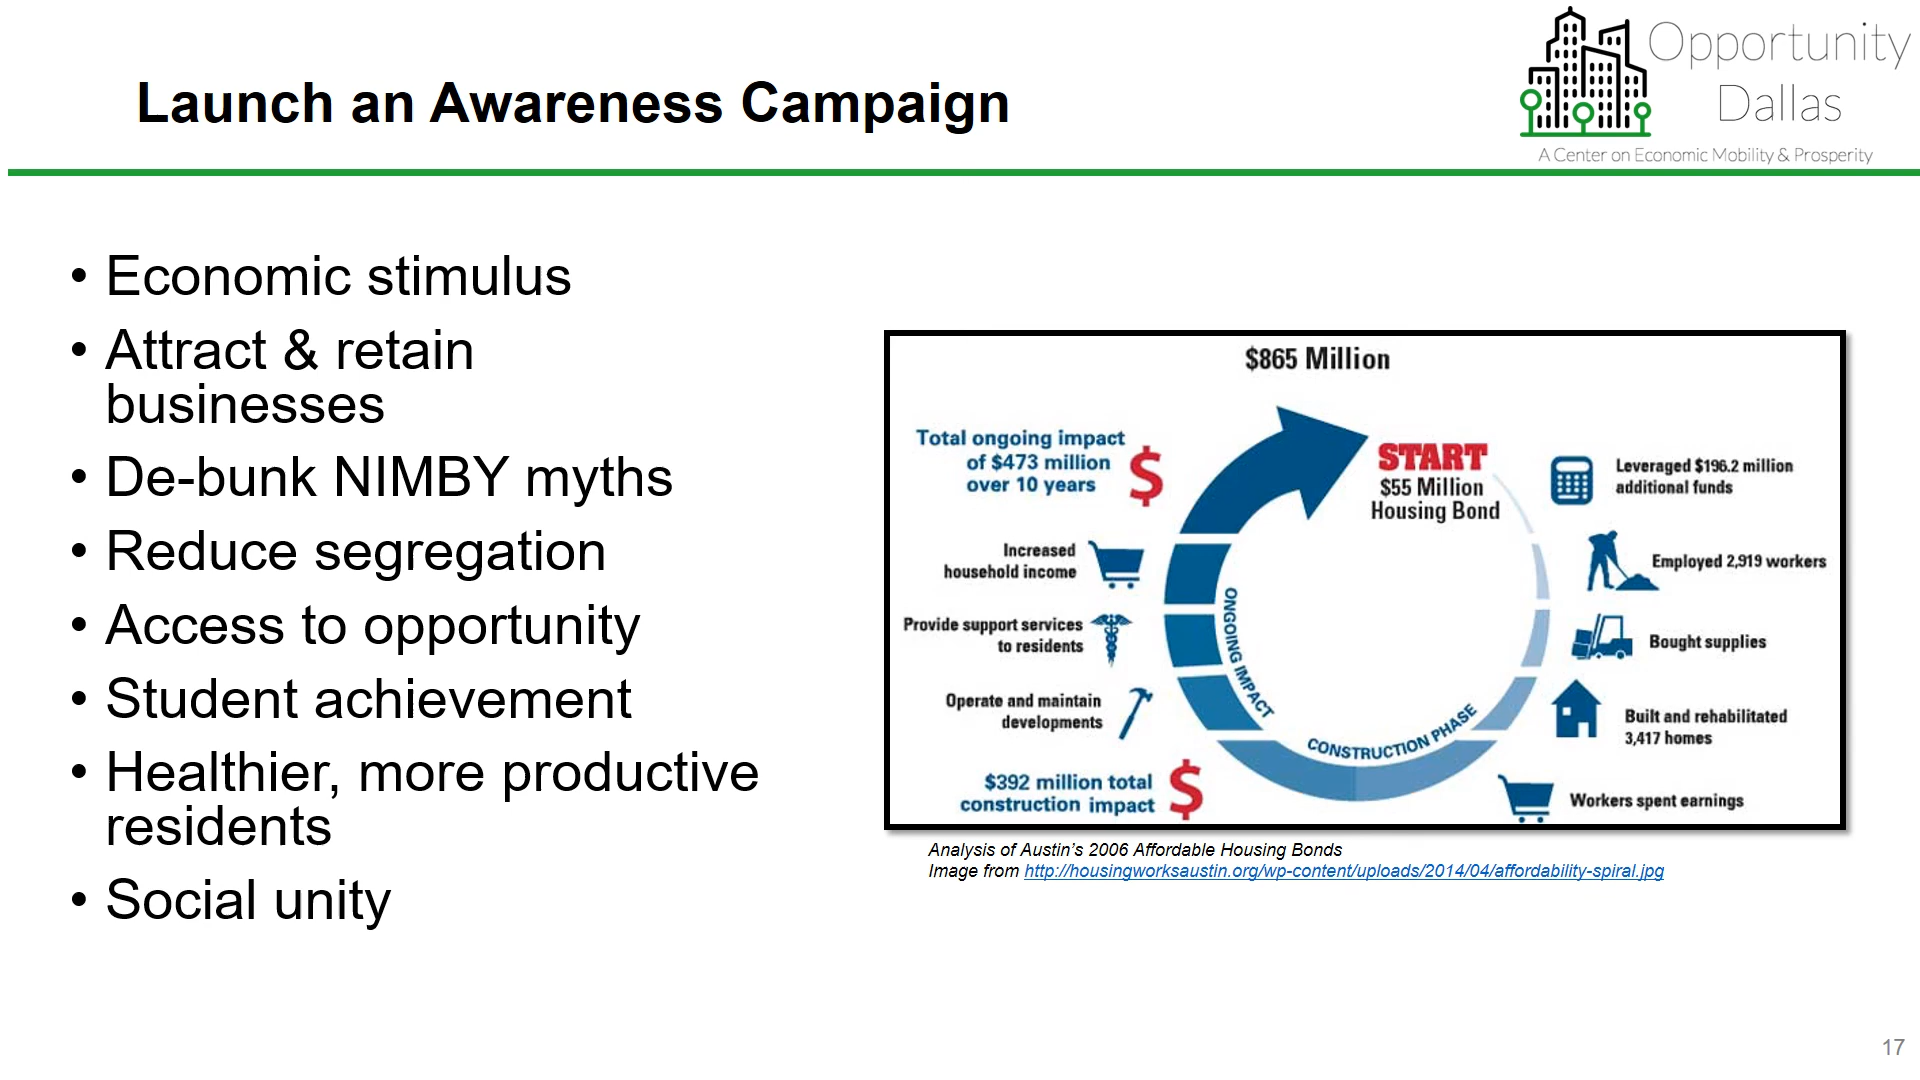 Launch an Awareness Campaign
Opportunity
Dallas
A Center on Economic Mobility & Prosperity
• Economic stimulus
• Attract & retain
businesses
• De-bunk NIMBY myths
• Reduce segregation
• Access to opportunity
• Student achievement
• Healthier, more productive
residents
• Social unity
$865 Million
START
$55 Million
Housing Bond
Leveraged $196.2 million
additional funds
Employed 2,919 workers
Bought supplies
Built and rehabilitated
3,417 homes
Workers spent earnings
CONSTRUCTION PHASE
$392 million total
construction impact
$
Operate and maintain
developments
Provide support services
to residents
Increased
household income
ONGOING IMPACT
Total ongoing impact
of $473 million
over 10 years
$
Analysis of Austin’s 2006 Affordable Housing Bonds
Image from http://housingworksaustin.org/wp-content/uploads/2014/04/affordability-spiral.jpg
17